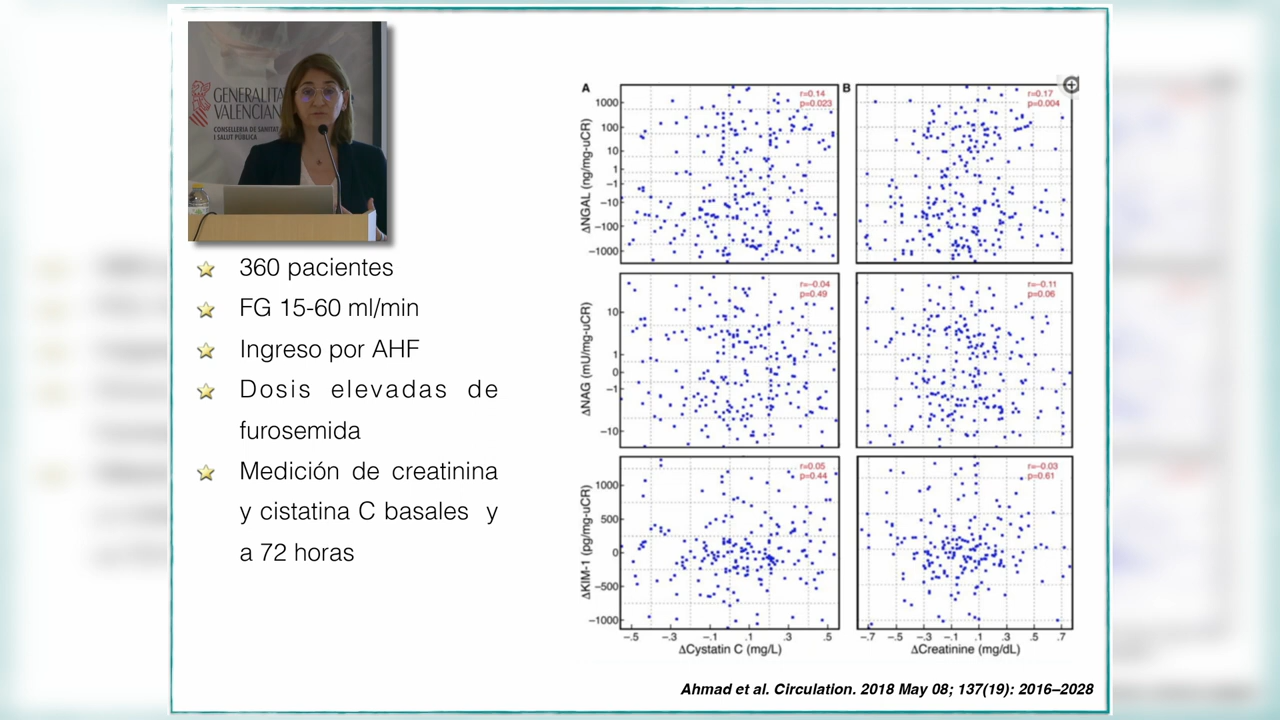 GENERALITA
VALENCIAN
CONSELLERIA DE SANITAT
I SALUT PÚBLICA
360 pacientes
FG 15-60 ml/min
Ingreso por AHF
Dosis elevadas de
furosemida
Medición de creatinina
y cistatina C basales y
a 72 horas
A
r=0.14
p=0.023
1000
100
10
1
−1
−10
−100
−1000
ΔNGAL (ng/mg-uCR)
B
r=0.17
p=0.004
r=−0.04
p=0.49
10
1
0
−1
−10
ΔNAG (mU/mg-uCR)
r=−0.11
p=0.06
r=0.05
p=0.44
1000
500
0
−500
−1000
ΔKIM-1 (pg/mg-uCR)
r=−0.03
p=0.61
−.5 −.3 −.1 .1 .3 .5
ΔCystatin C (mg/L)
−.7 −.5 −.3 −.1 .1 .3 .5 .7
ΔCreatinine (mg/dL)
Ahmad et al. Circulation. 2018 May 08; 137(19): 2016–2028